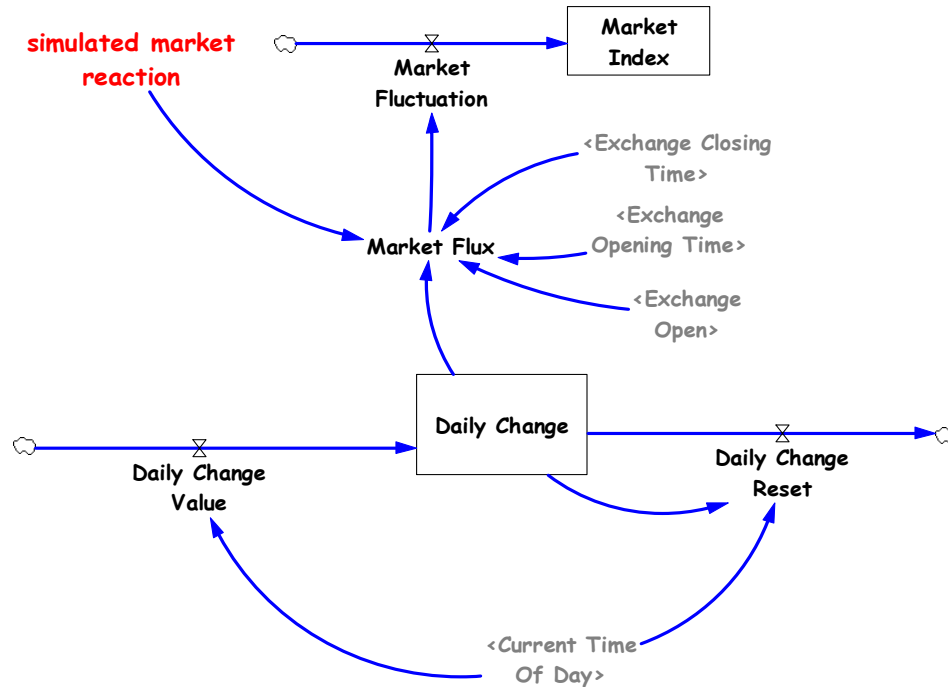 simulated market
reaction
Market
Index
Market
Fluctuation
<Exchange Closing
Time>
<Exchange
Opening Time>
Market Flux
<Exchange
Open>
Daily Change
Daily Change
Value
Daily Change
Reset
<Current Time
Of Day>